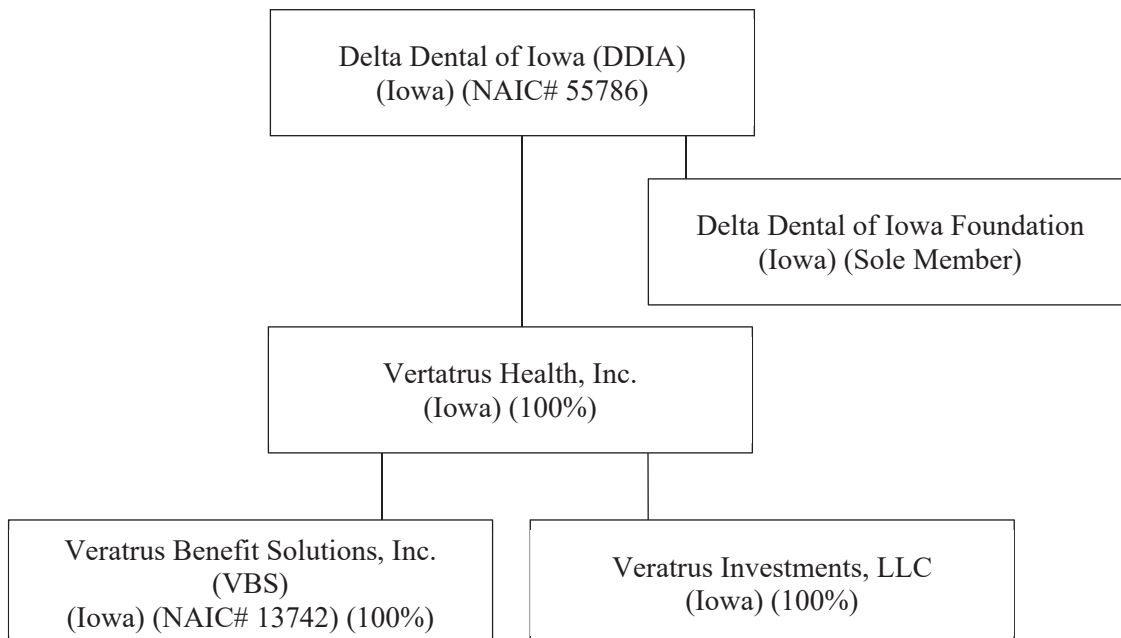 Delta Dental of Iowa (DDIA)
(Iowa) (NAIC# 55786)
Delta Dental of Iowa Foundation
(Iowa) (Sole Member)
Vertatrus Health, Inc.
(Iowa) (100%)
Veratrus Benefit Solutions, Inc.
(VBS)
(Iowa) (NAIC# 13742) (100%)
Veratrus Investments, LLC
(Iowa) (100%)